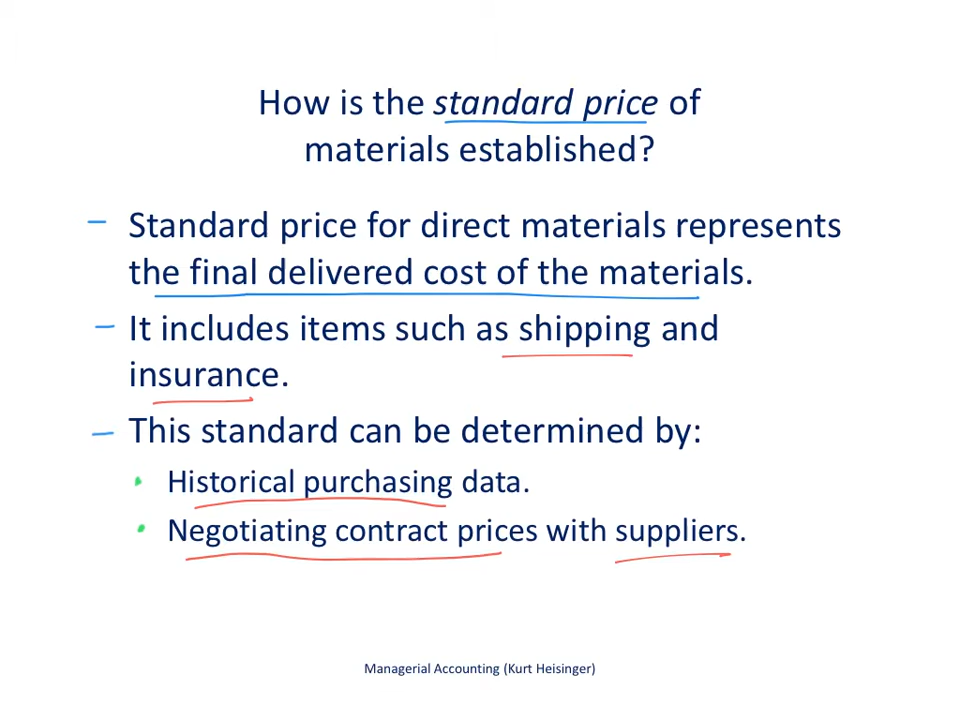 How is the standard price of
materials established?
– Standard price for direct materials represents
the final delivered cost of the materials.
– It includes items such as shipping and
insurance.
– This standard can be determined by:
• Historical purchasing data.
• Negotiating contract prices with suppliers.
Managerial Accounting (Kurt Heisinger)